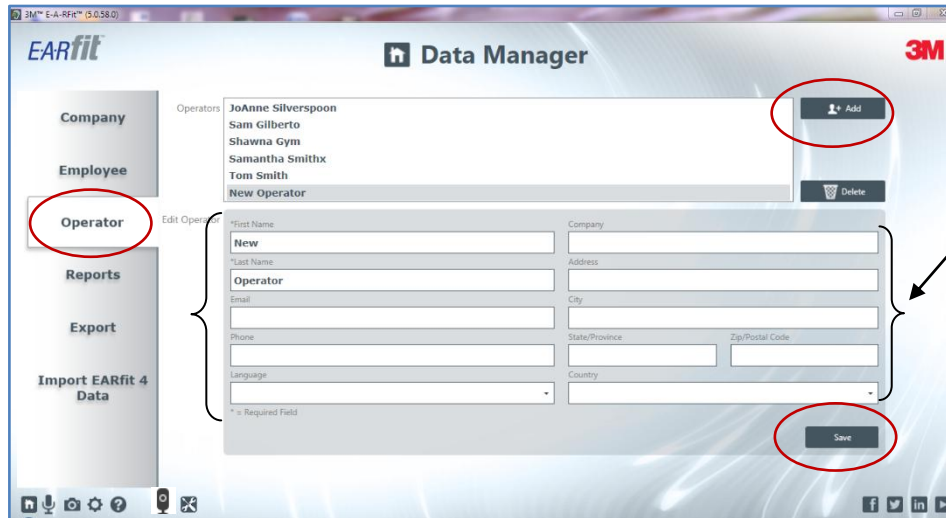 3M™ E-A-RFit™ (5.0.58.0)
EARfit
Data Manager
3M
Company
Employee
Operator
Reports
Export
Import EARfit 4
Data
Operators
JoAnne Silverspoon
Sam Gilberto
Shawna Gym
Samantha Smithx
Tom Smith
New Operator
Add
Delete
Edit Operator
*First Name
New
Company
*Last Name
Operator
Address
Email
City
Phone
State/Province
Zip/Postal Code
Language
Country
* = Required Field
Save